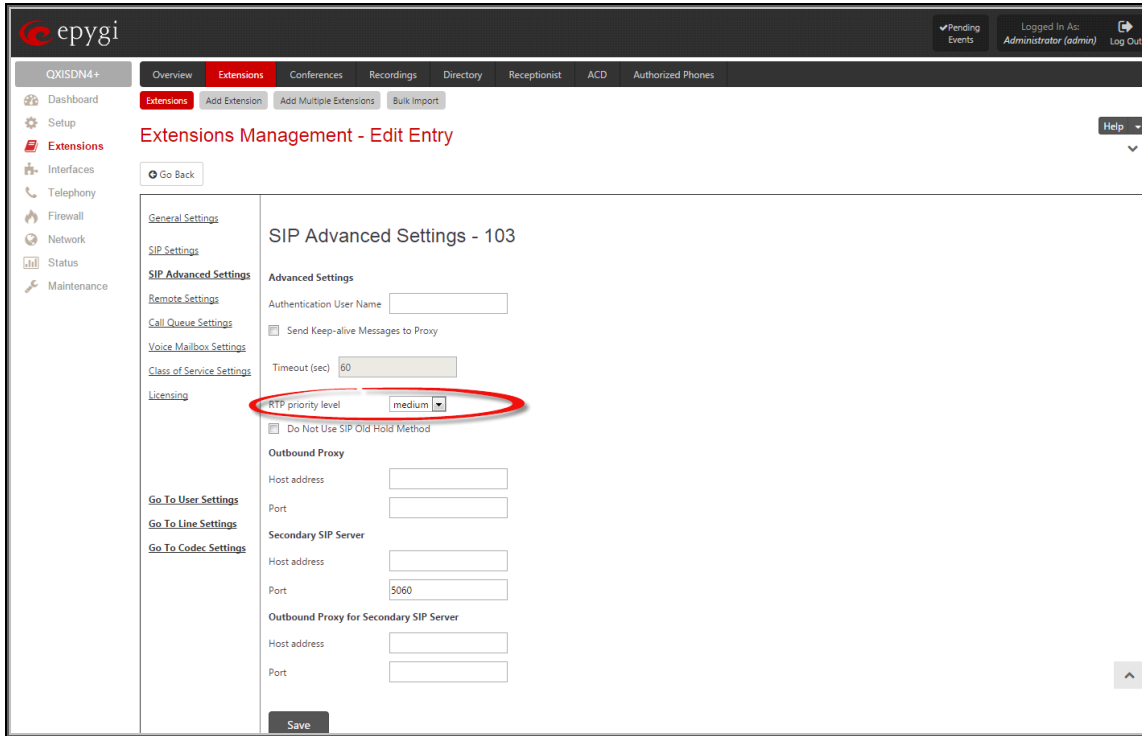 epygi
Pending Events
Logged In As:
Administrator (admin)
Log Out
QXISDN4+
Dashboard
Setup
Extensions
Interfaces
Telephony
Firewall
Network
Status
Maintenance
Overview Extensions Conferences Recordings Directory Receptionist ACD Authorized Phones
Extensions Add Extension Add Multiple Extensions Bulk Import
Extensions Management - Edit Entry
Help
Go Back
General Settings
SIP Settings
SIP Advanced Settings
Remote Settings
Call Queue Settings
Voice Mailbox Settings
Class of Service Settings
Licensing
Go To User Settings
Go To Line Settings
Go To Codec Settings
SIP Advanced Settings - 103
Advanced Settings
Authentication User Name
Send Keep-alive Messages to Proxy
Timeout (sec) 60
RTP priority level medium
Do Not Use SIP Old Hold Method
Outbound Proxy
Host address
Port
Secondary SIP Server
Host address
Port 5060
Outbound Proxy for Secondary SIP Server
Host address
Port
Save